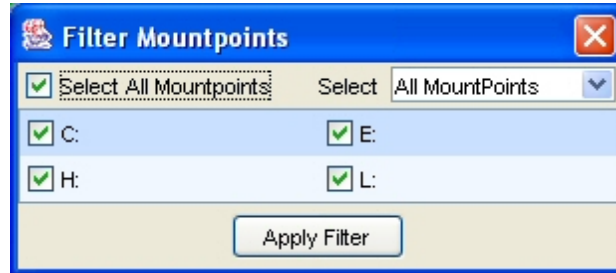 Filter Mountpoints
Select All Mountpoints Select All MountPoints
C: E:
H: L:
Apply Filter